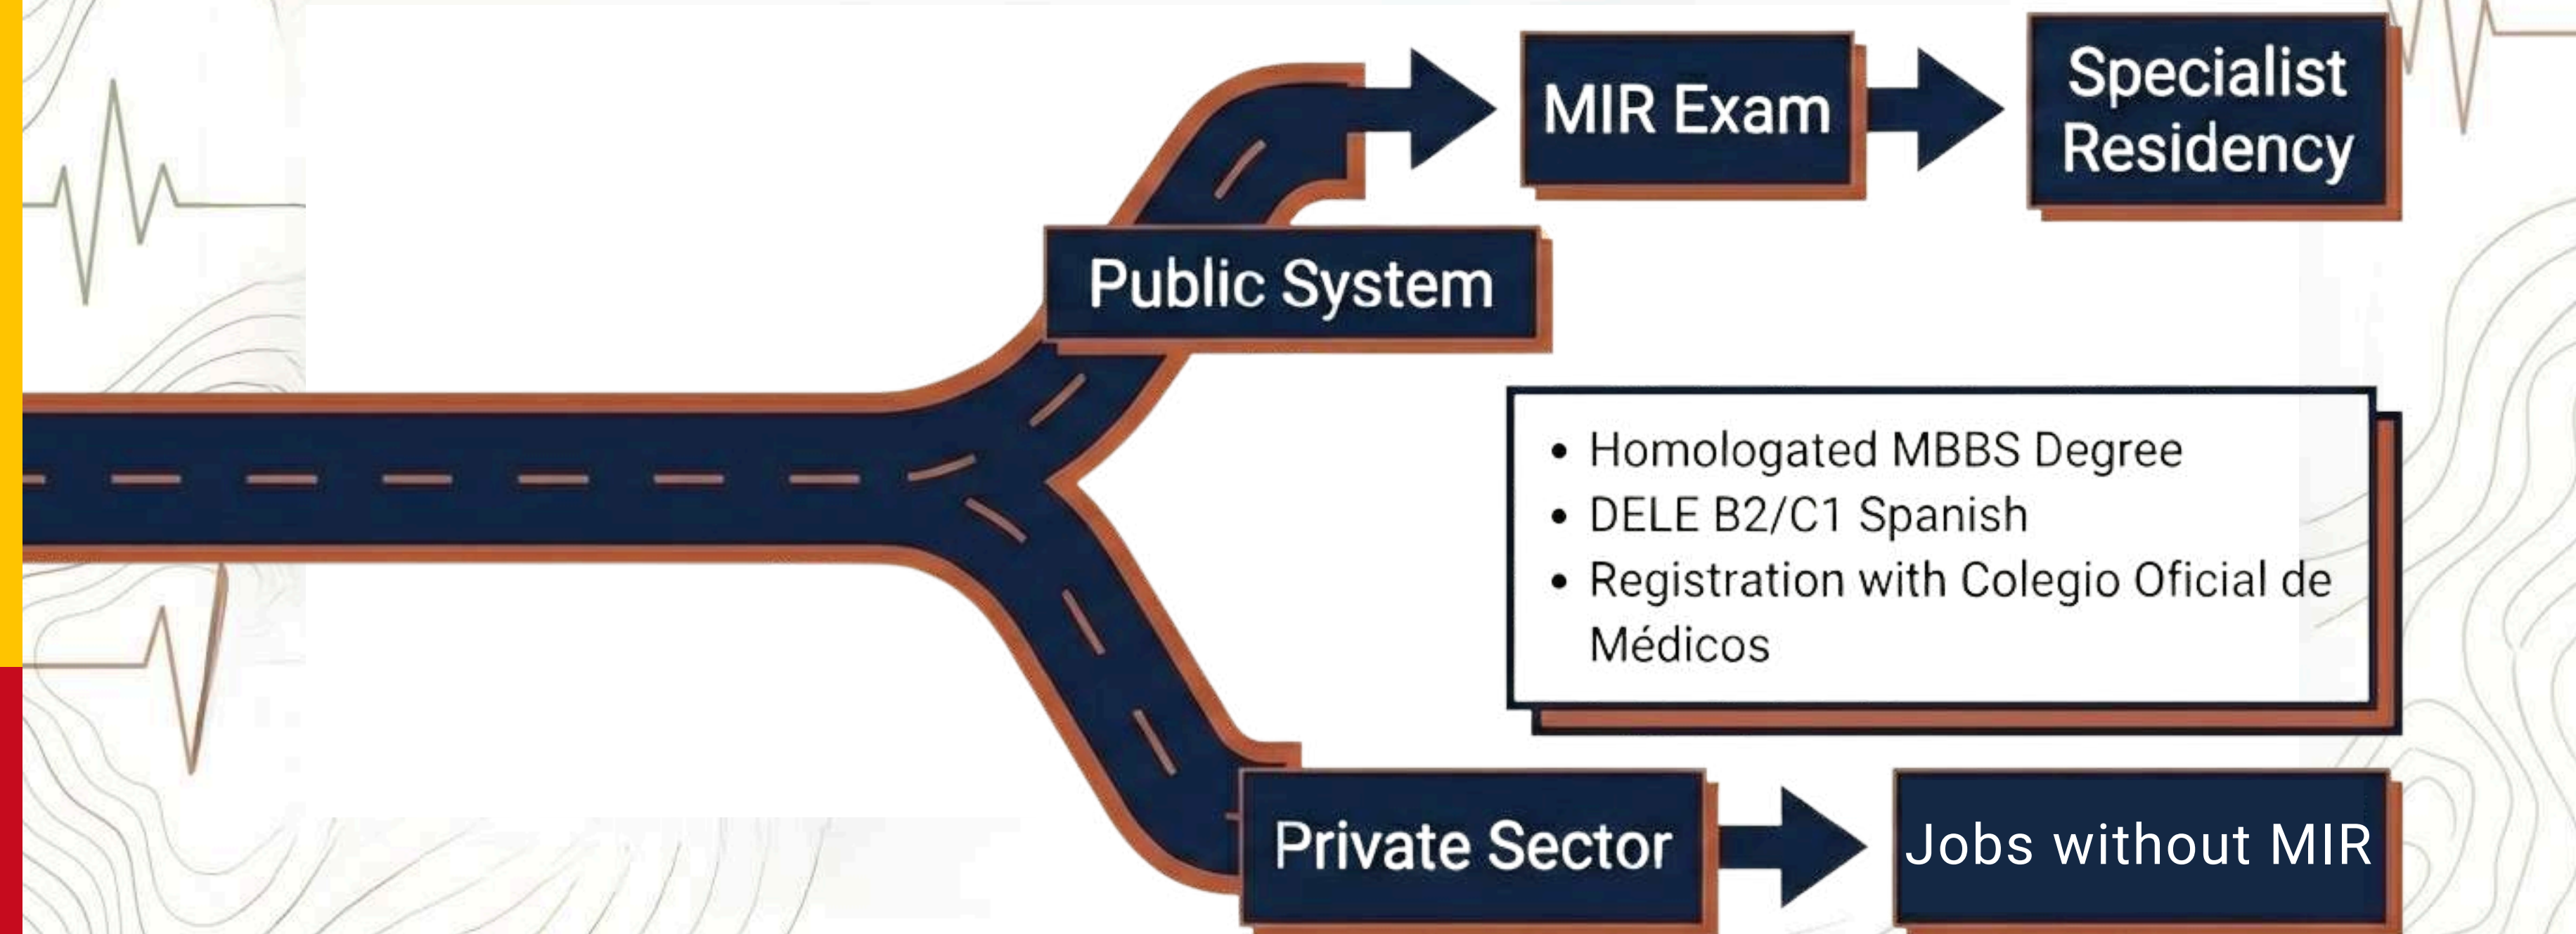 MIR Exam
Specialist
Residency
Public System
• Homologated MBBS Degree
• DELE B2/C1 Spanish
• Registration with Colegio Oficial de
Médicos
Private Sector
Jobs without MIR